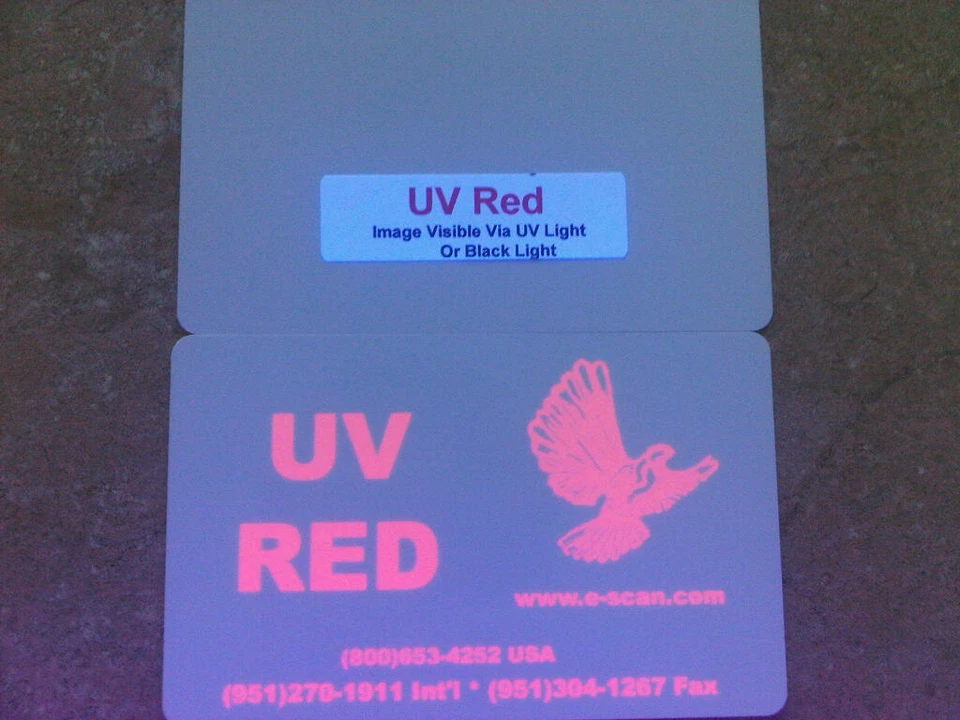 UV Red
Image Visible Via UV Light
Or Black Light
UV
RED
www.e-scan.com
(800)653-4252 USA
(951)270-1911 Int'l * (951)304-1267 Fax